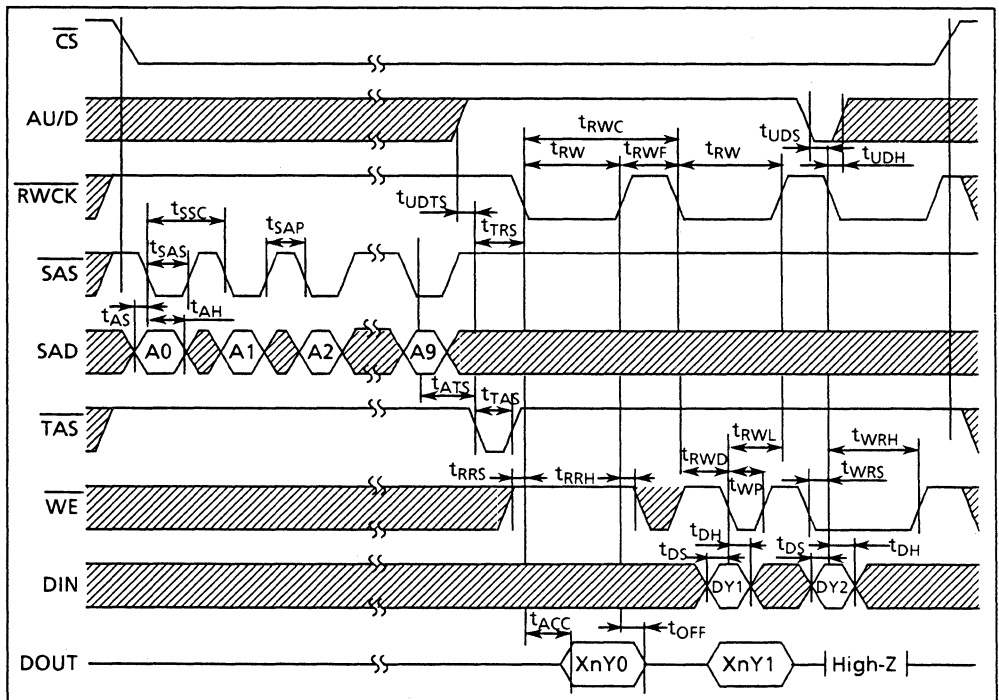 CS
AU/D
tRWC
tUDS
tRW
tRWF
tRW
tUDH
RWCK
tUDTS
tTRS
tSSC
tSAP
tSAS
SAS
tAS
tAH
SAD
A0
A1
A2
A9
tATS
tTAS
TAS
tRWL
tWRH
tRWD
tRRS
tRRH
tWP
tWRS
WE
tDH
tDS
tDS
tDH
DIN
DY1
DY2
tACC
tOFF
DOUT
XnY0
XnY1
High-Z